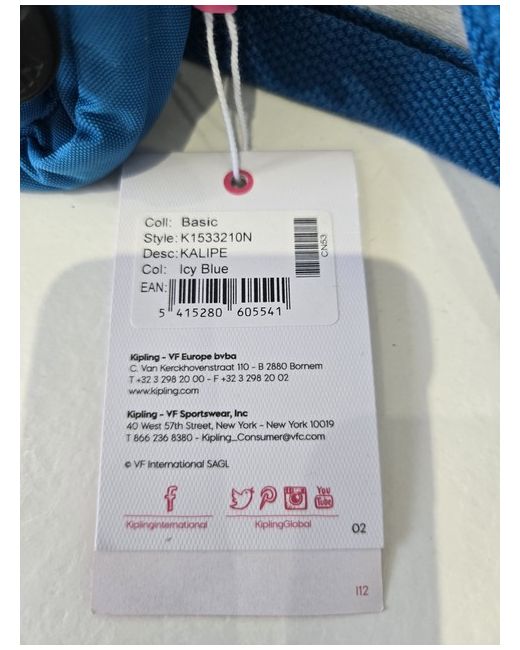 Coll: Basic
Style: K1533210N
Desc: KALIPE
Col: Icy Blue
EAN:
5 415280 605541
CN53
Kipling - VF Europe bvba
C. Van Kerckhovenstraat 110 - B 2880 Bornem
T +32 3 298 20 00 - F +32 3 298 20 02
www.kipling.com
Kipling - VF Sportswear, Inc
40 West 57th Street, New York - New York 10019
T 866 236 8380 - Kipling_Consumer@vfc.com
© VF International SAGL
You
Tube
Kiplinginternational
KiplingGlobal
02
112